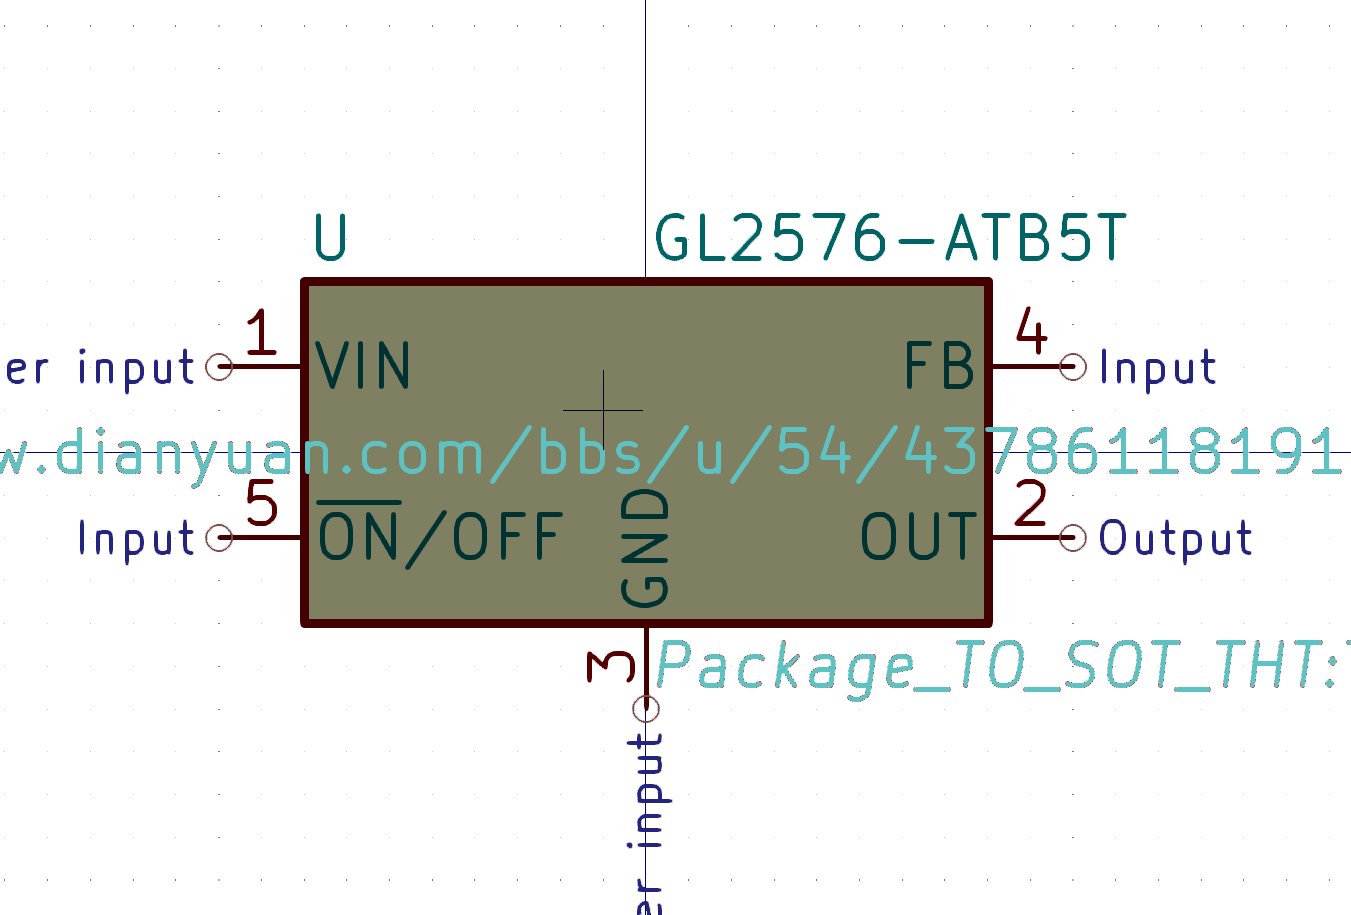 U
GL2576-ATB5T
1
4
er input
VIN
FB
Input
w.dianyuan.com/bbs/u/54/43786118191
5
2
Input
ON/OFF
GND
OUT
Output
3
Package_TO_SOT_THT:
er input